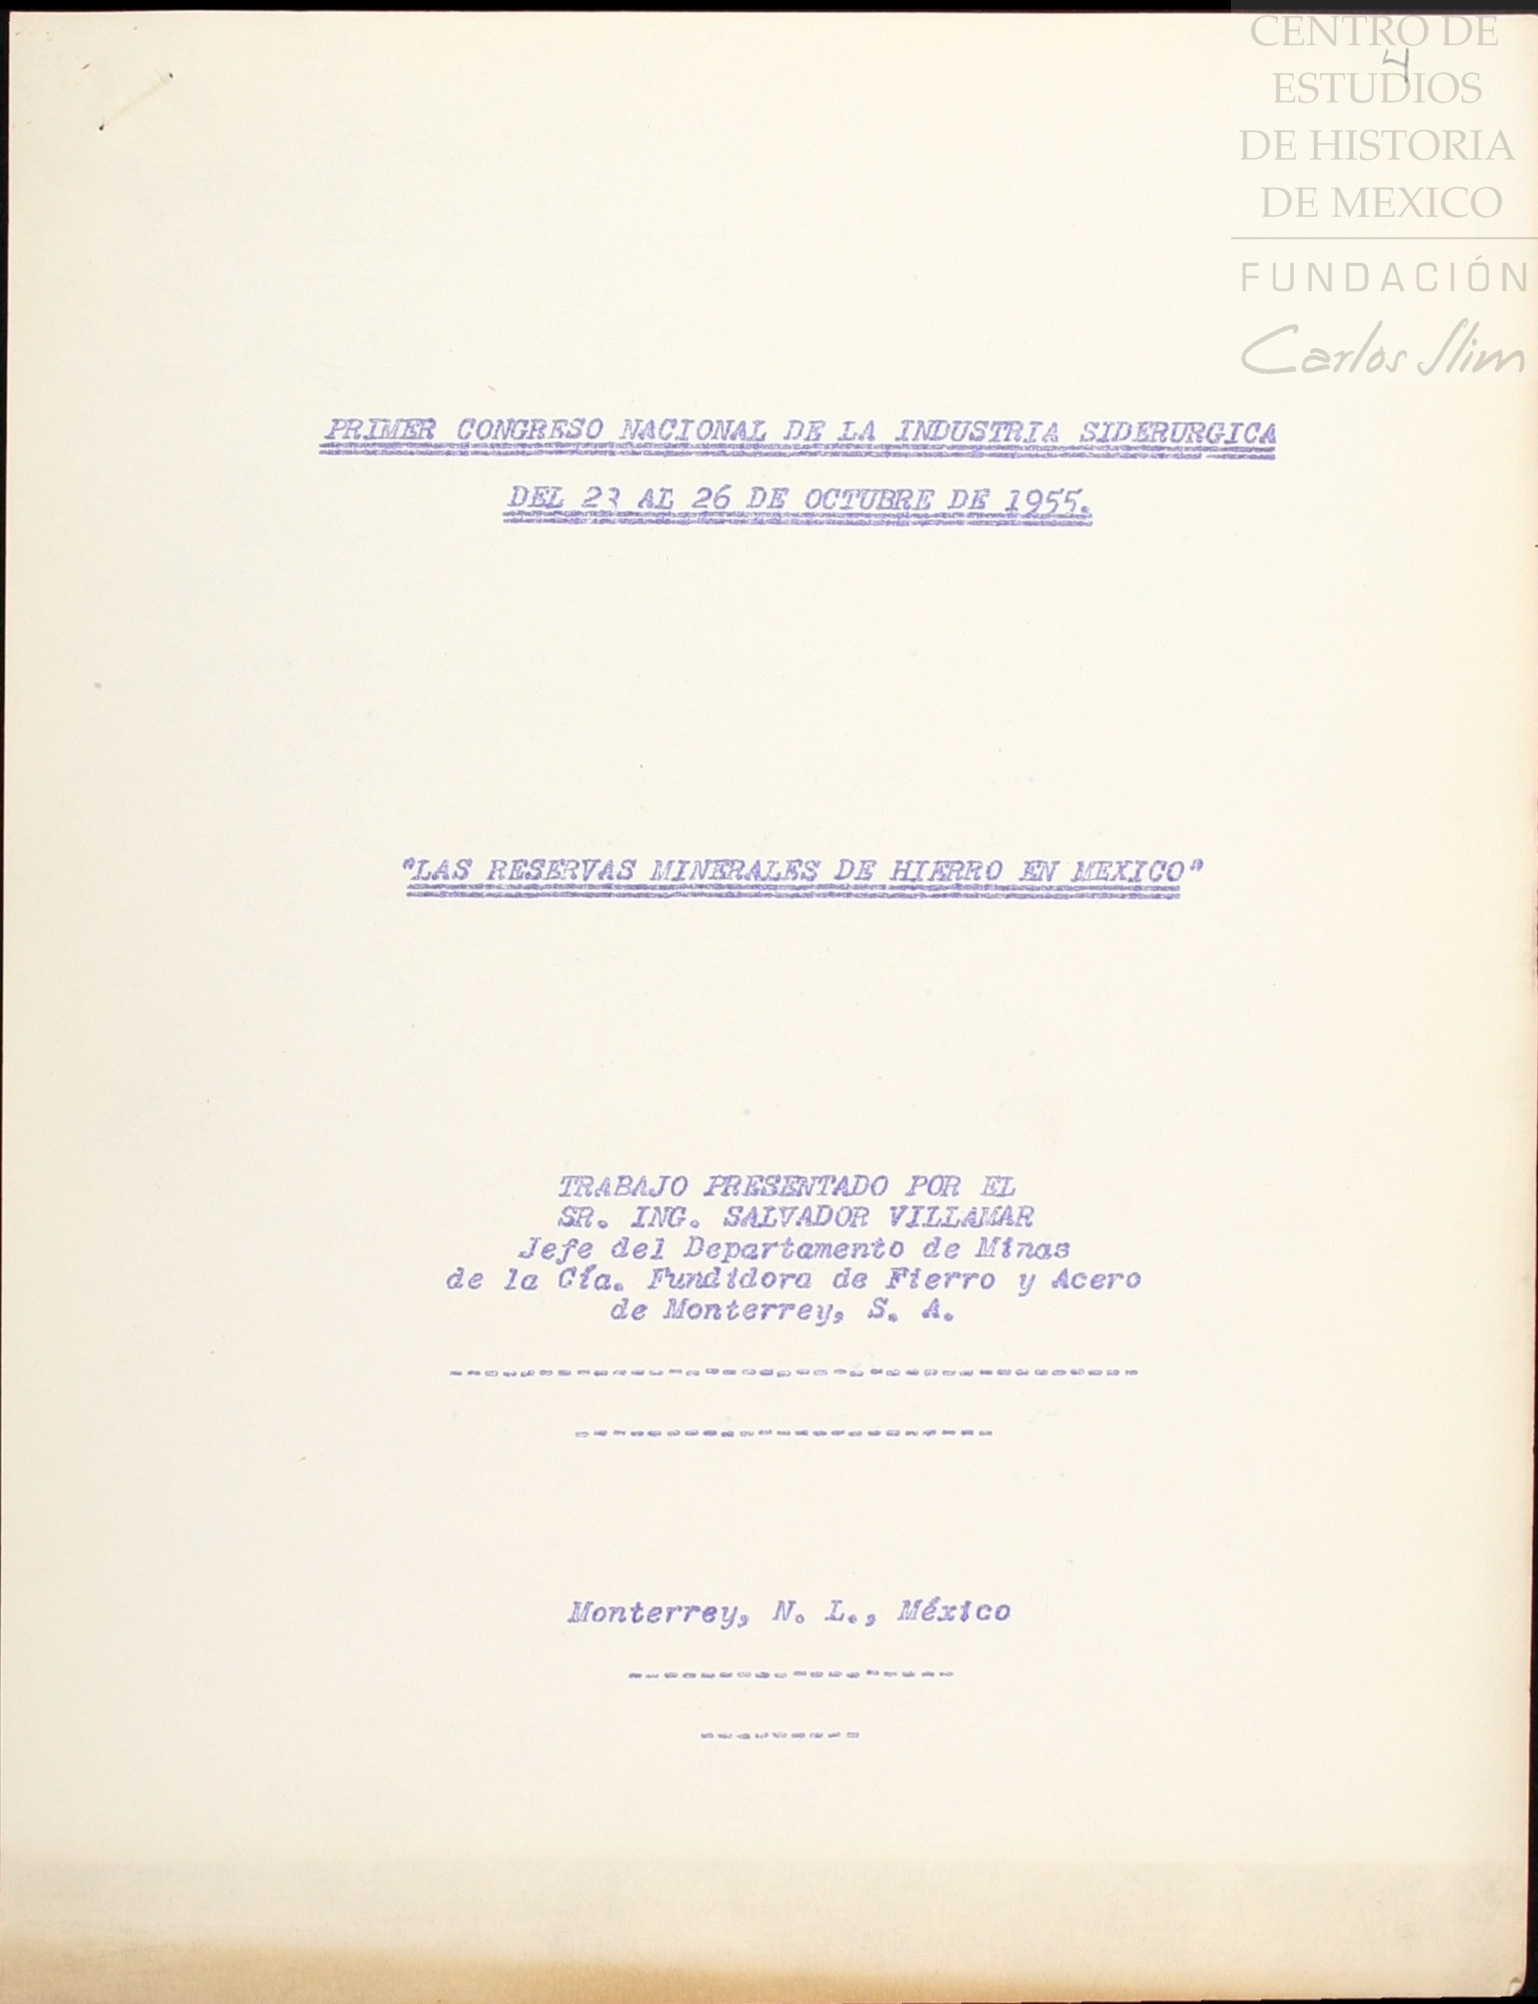 CENTRO DE
4
ESTUDIOS
DE HISTORIA
DE MEXICO
FUNDACIÓN
Carlos Slim
PRIMER CONGRESO NACIONAL DE LA INDUSTRIA SIDERURGICA
DEL 23 AL 26 DE OCTUBRE DE 1955.
"LAS RESERVAS MINERALES DE HIERRO EN MEXICO"
TRABAJO PRESENTADO POR EL
SR. ING. SALVADOR VILLAMAR
Jefe del Departamento de Minas
de la Cía. Fundidora de Fierro y Acero
de Monterrey, S. A.
Monterrey, N. L., México